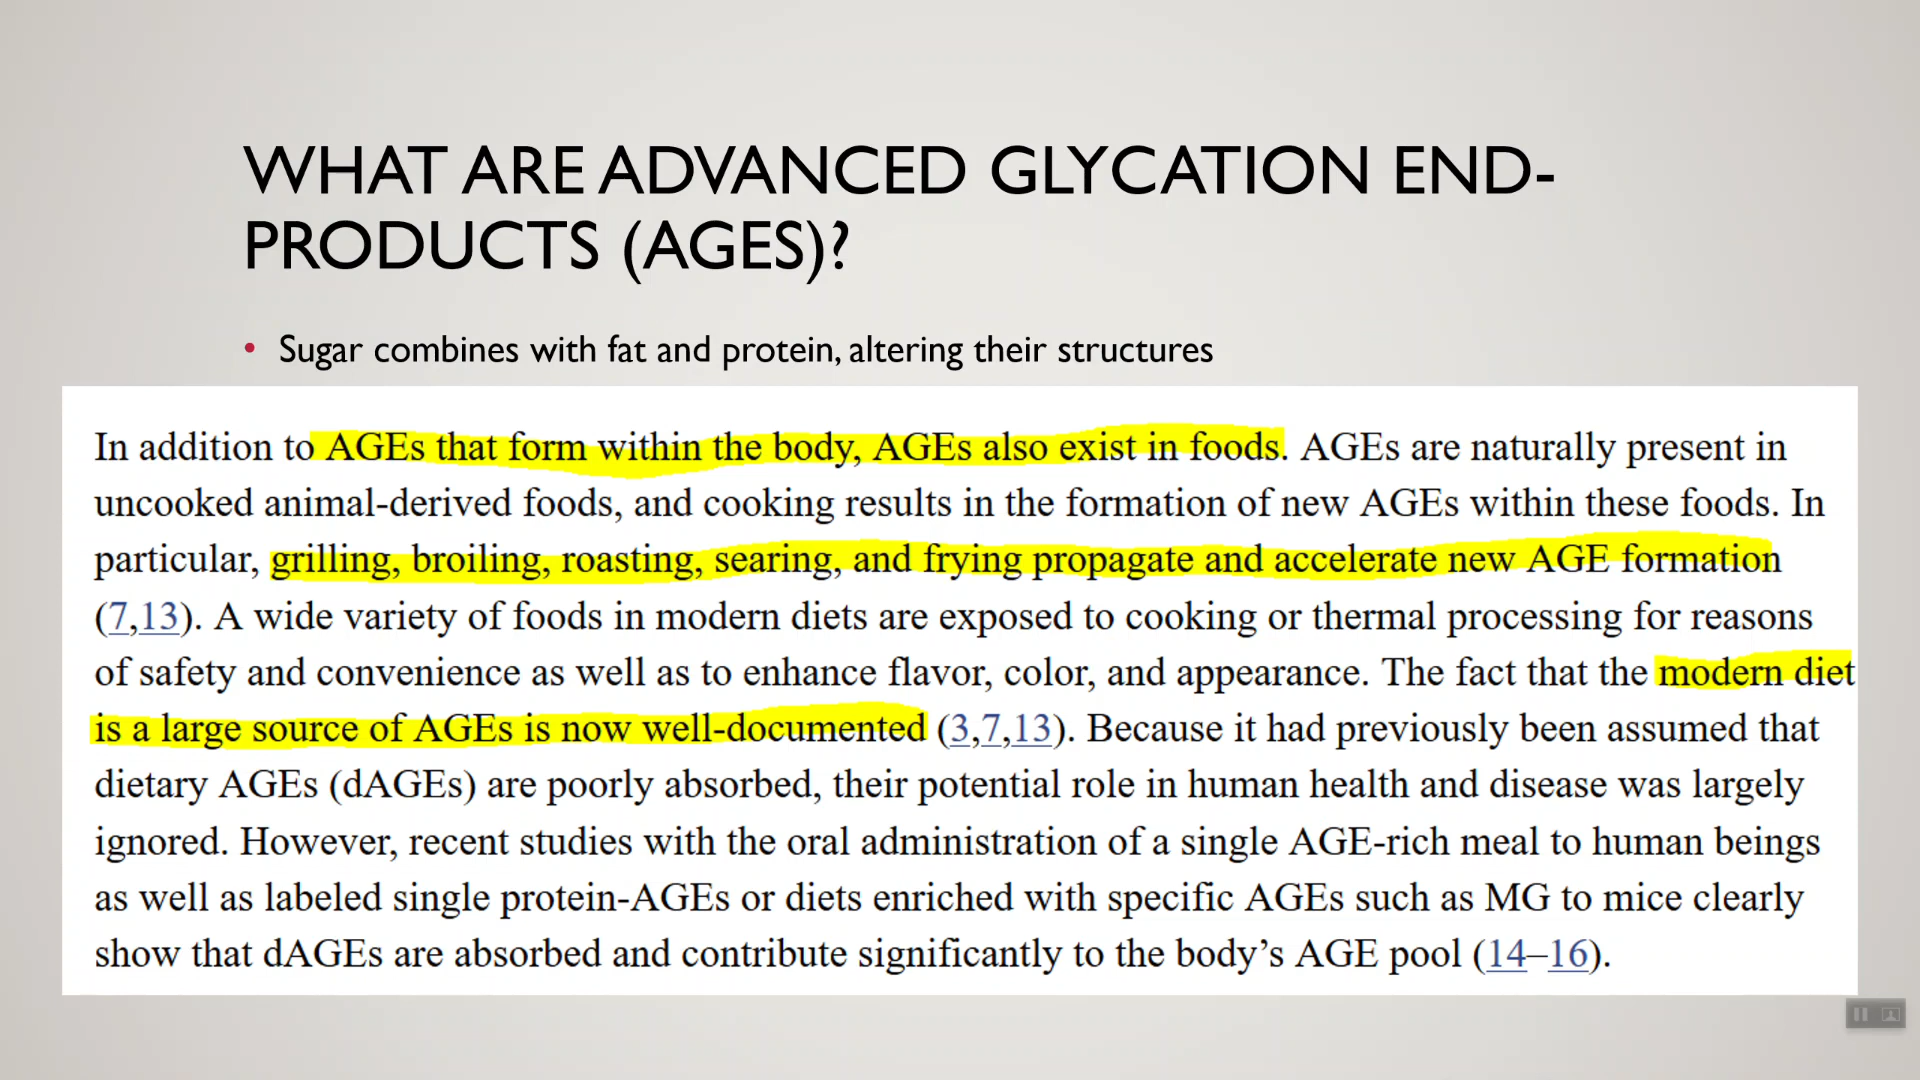 WHAT ARE ADVANCED GLYCATION END-
PRODUCTS (AGES)?
• Sugar combines with fat and protein, altering their structures
In addition to AGEs that form within the body, AGEs also exist in foods. AGEs are naturally present in
uncooked animal-derived foods, and cooking results in the formation of new AGEs within these foods. In
particular, grilling, broiling, roasting, searing, and frying propagate and accelerate new AGE formation
(7,13). A wide variety of foods in modern diets are exposed to cooking or thermal processing for reasons
of safety and convenience as well as to enhance flavor, color, and appearance. The fact that the modern diet
is a large source of AGEs is now well-documented (3,7,13). Because it had previously been assumed that
dietary AGEs (dAGEs) are poorly absorbed, their potential role in human health and disease was largely
ignored. However, recent studies with the oral administration of a single AGE-rich meal to human beings
as well as labeled single protein-AGEs or diets enriched with specific AGEs such as MG to mice clearly
show that dAGEs are absorbed and contribute significantly to the body’s AGE pool (14–16).